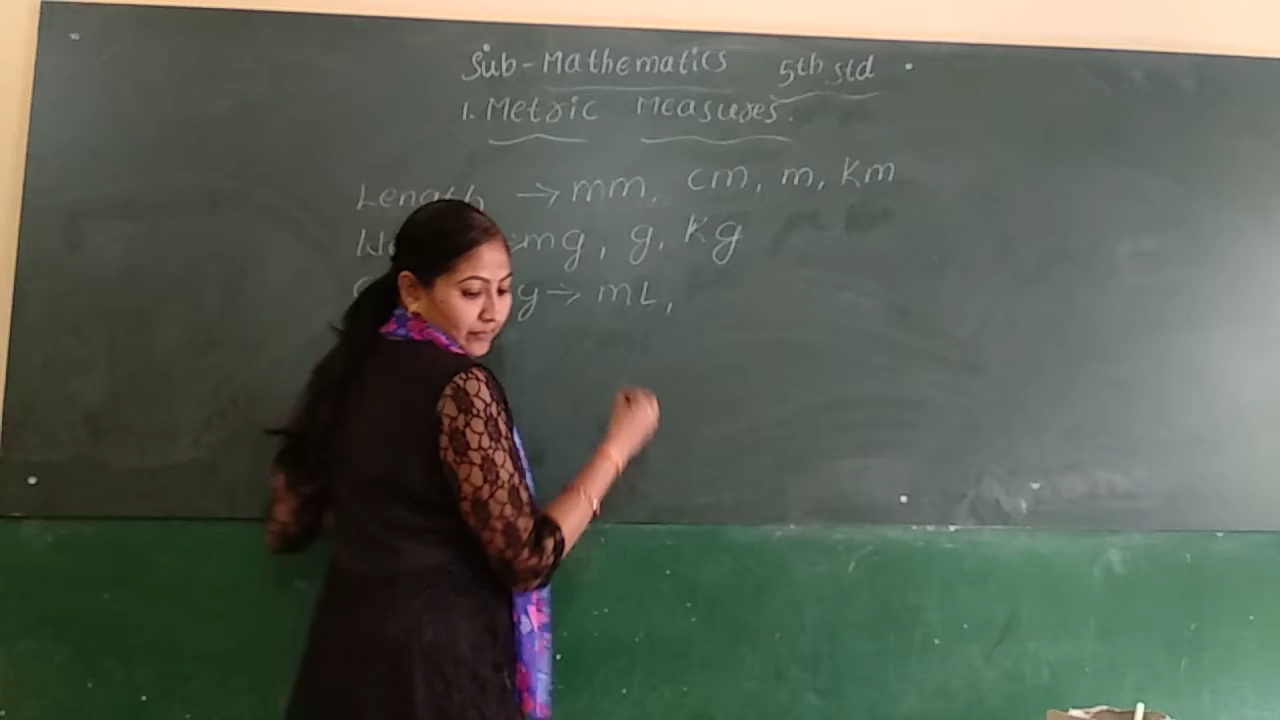 Sub-Mathematics 5th std
1. Metric Measures.
Length → mm, cm, m, Km
mg, g, Kg
y → mL,